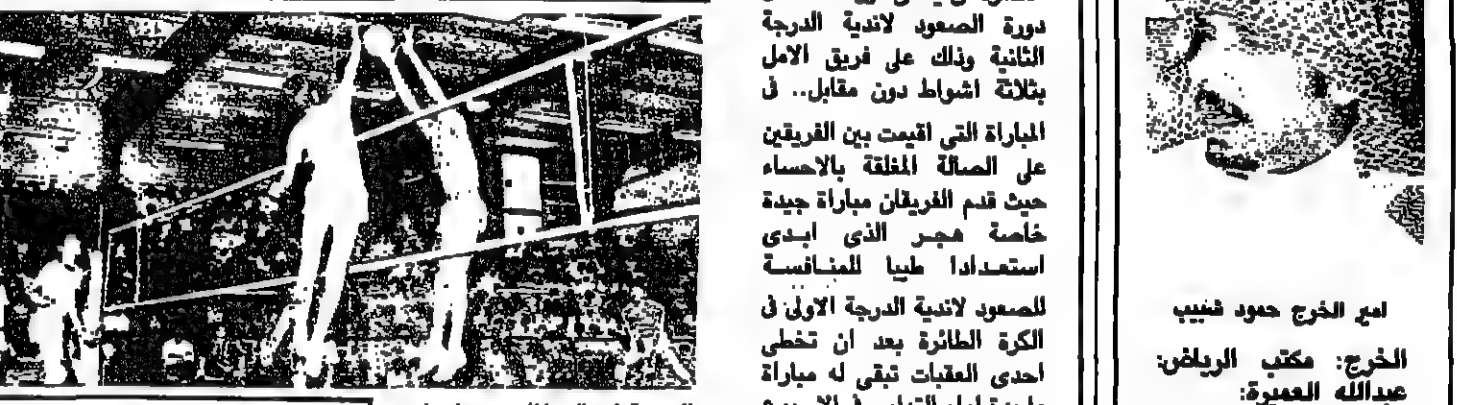 امير الخرج حمود شبيب
الخرج: مكتب الرياض:
عبدالله العميرة:
دورة الصعود لاندية الدرجة
الثانية وذلك على فريق الامل
بثلاثة اشواط دون مقابل.. فى
المباراة التى اقيمت بين الفريقين
على الصالة المغلقة بالاحساء
حيث قدم الفريقان مباراة جيدة
خاصة هجر الذى ابدى
استعدادا طيبا للمنافسة
للصعود لاندية الدرجة الاولى فى
الكرة الطائرة بعد ان تخطى
احدى العقبات تبقى له مباراة